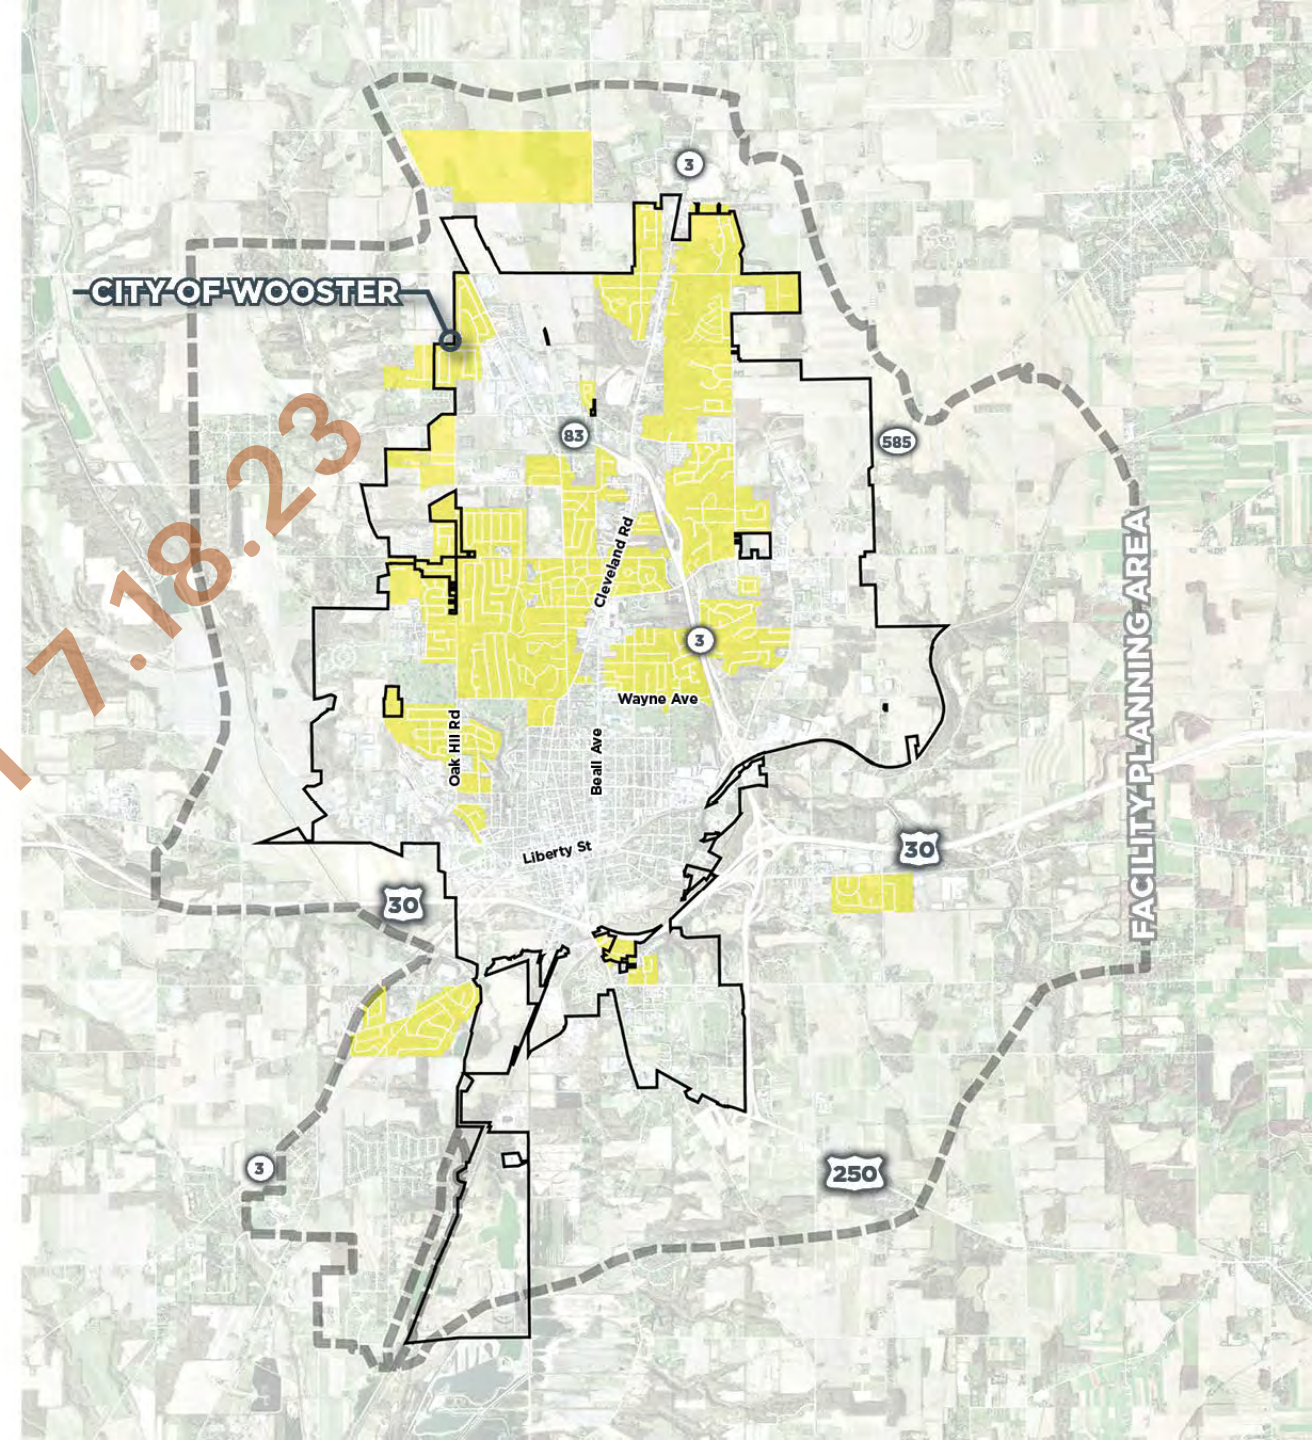 3
CITY OF WOOSTER
83
585
7.18.23
Cleveland Rd
3
Wayne Ave
Oak Hil Rd
Beall Ave
FACILITY PLANNING AREA
Liberty St
30
30
3
250